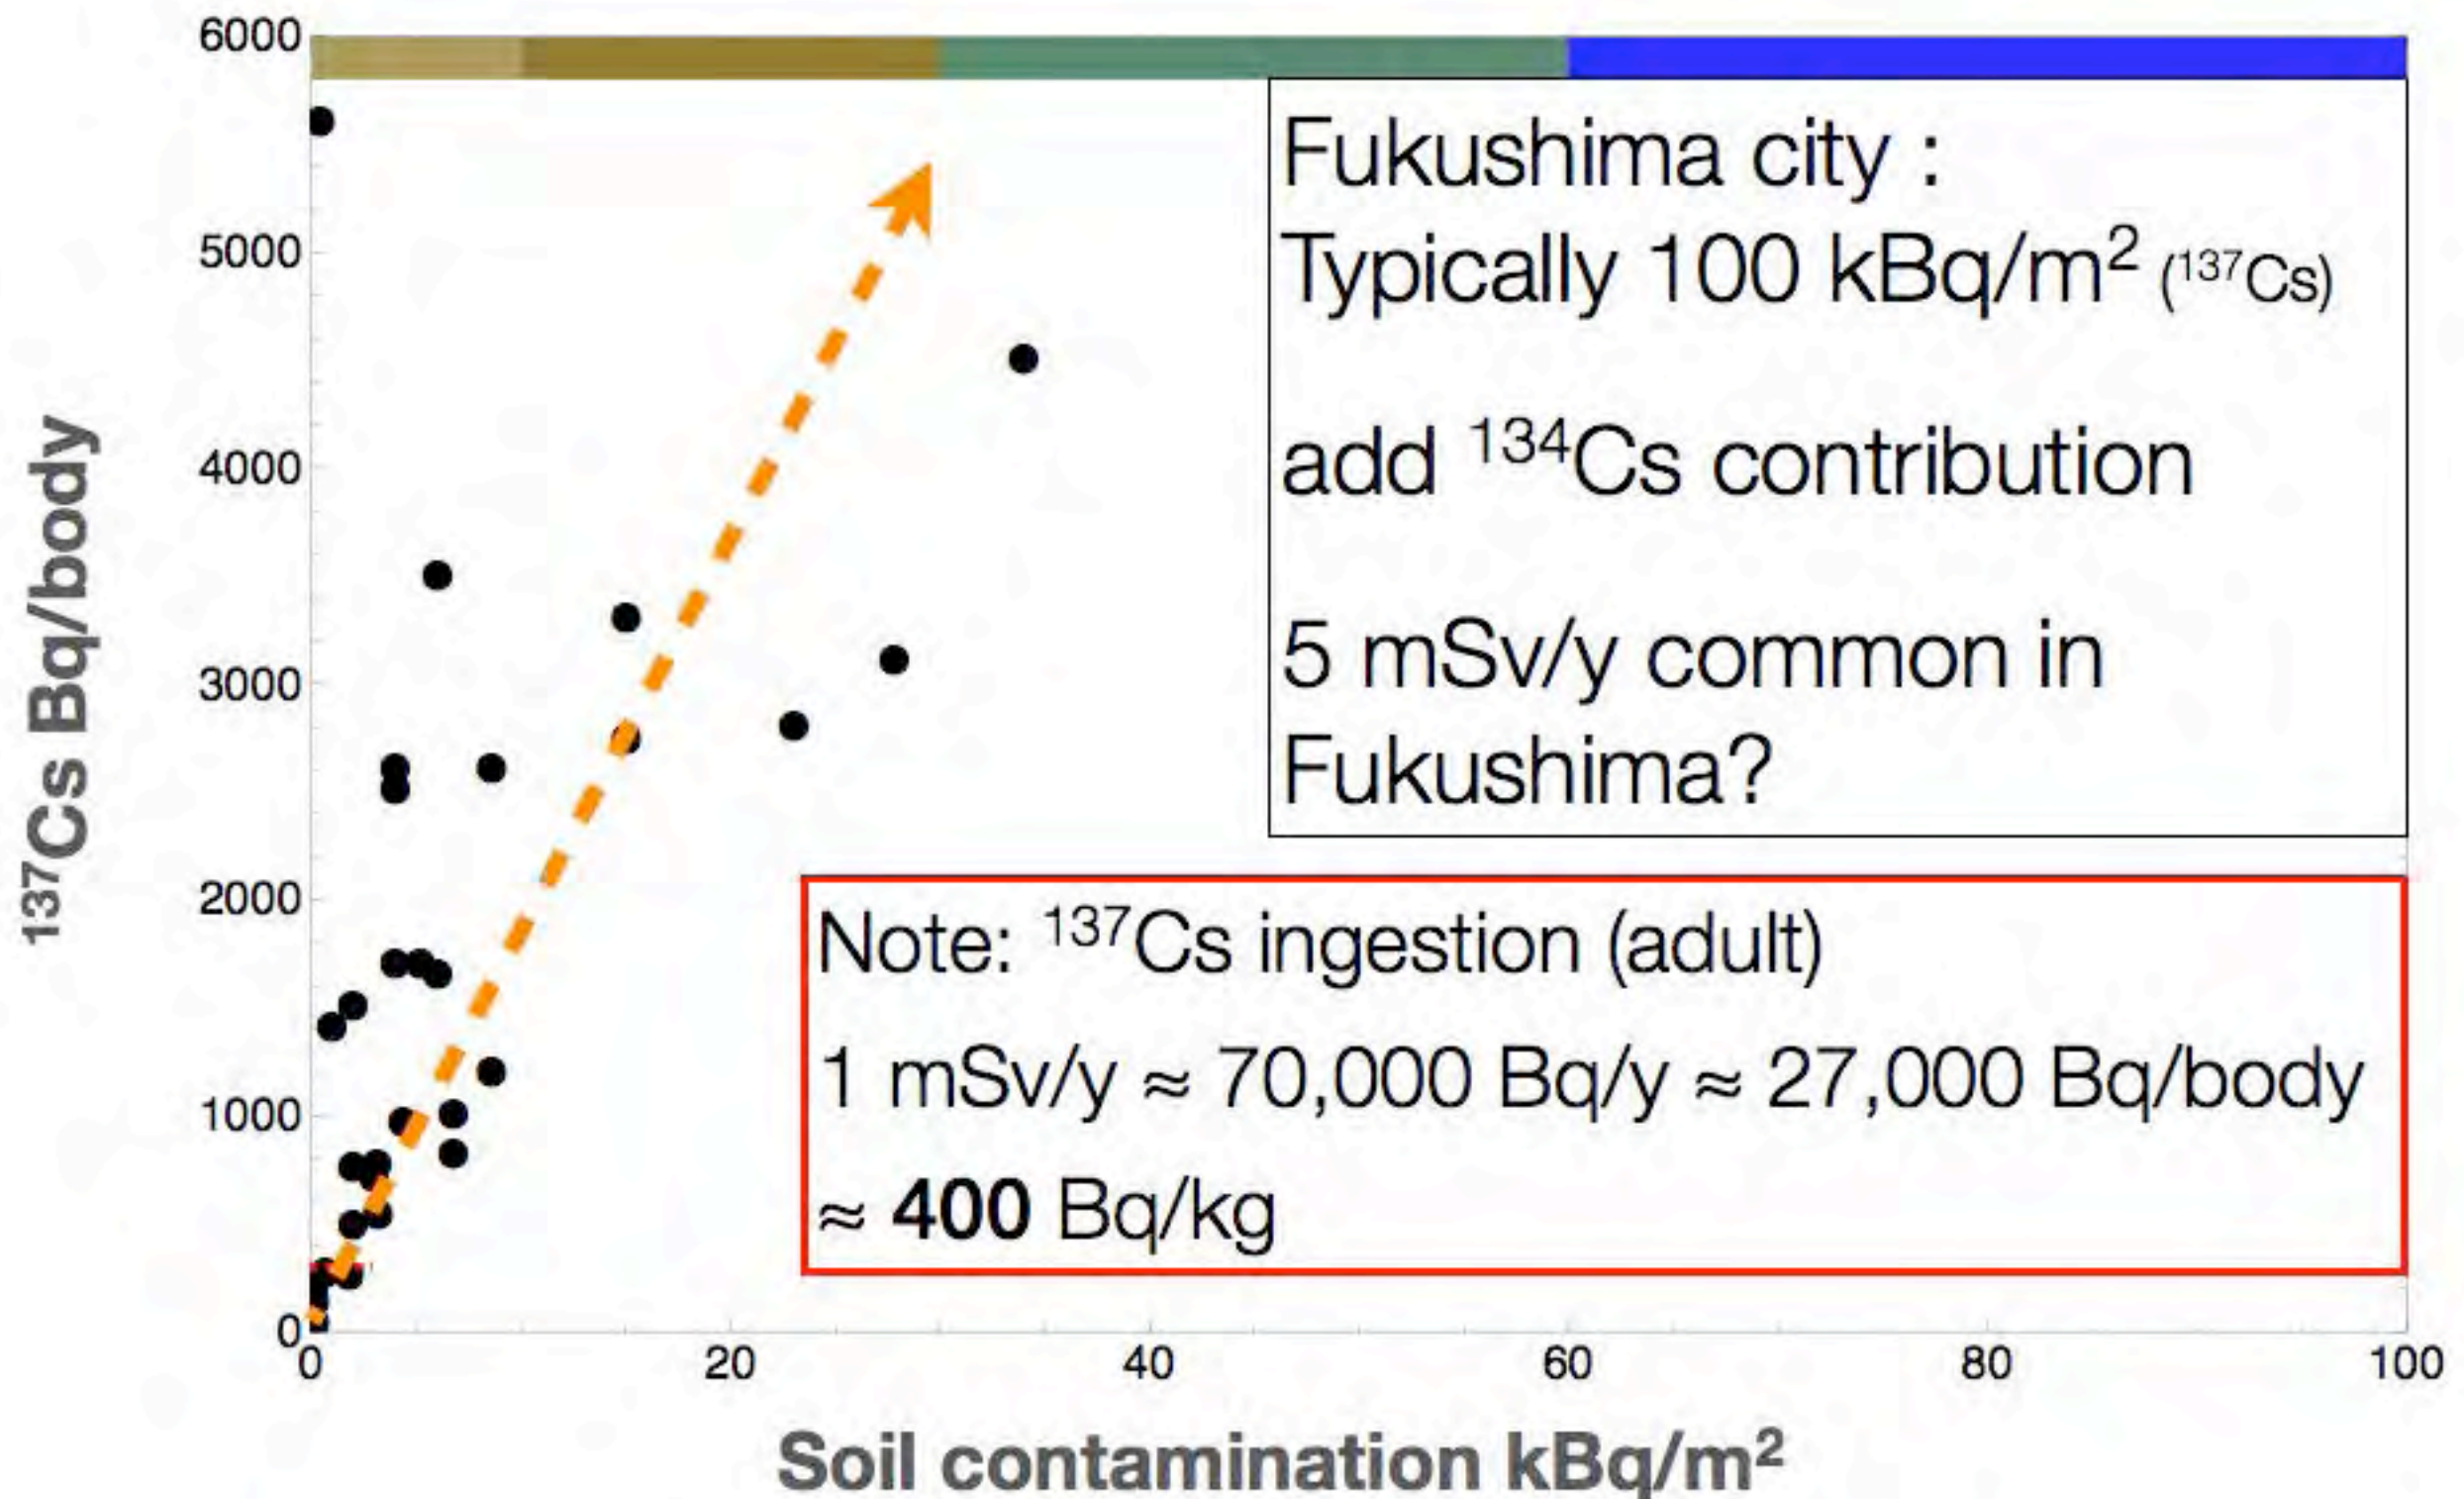 6000
5000
4000
3000
2000
1000
0
¹³⁷Cs Bq/body
Fukushima city :
Typically 100 kBq/m² (¹³⁷Cs)
add ¹³⁴Cs contribution
5 mSv/y common in
Fukushima?
Note: ¹³⁷Cs ingestion (adult)
1 mSv/y ≈ 70,000 Bq/y ≈ 27,000 Bq/body
≈ 400 Bq/kg
0 20 40 60 80 100
Soil contamination kBq/m²